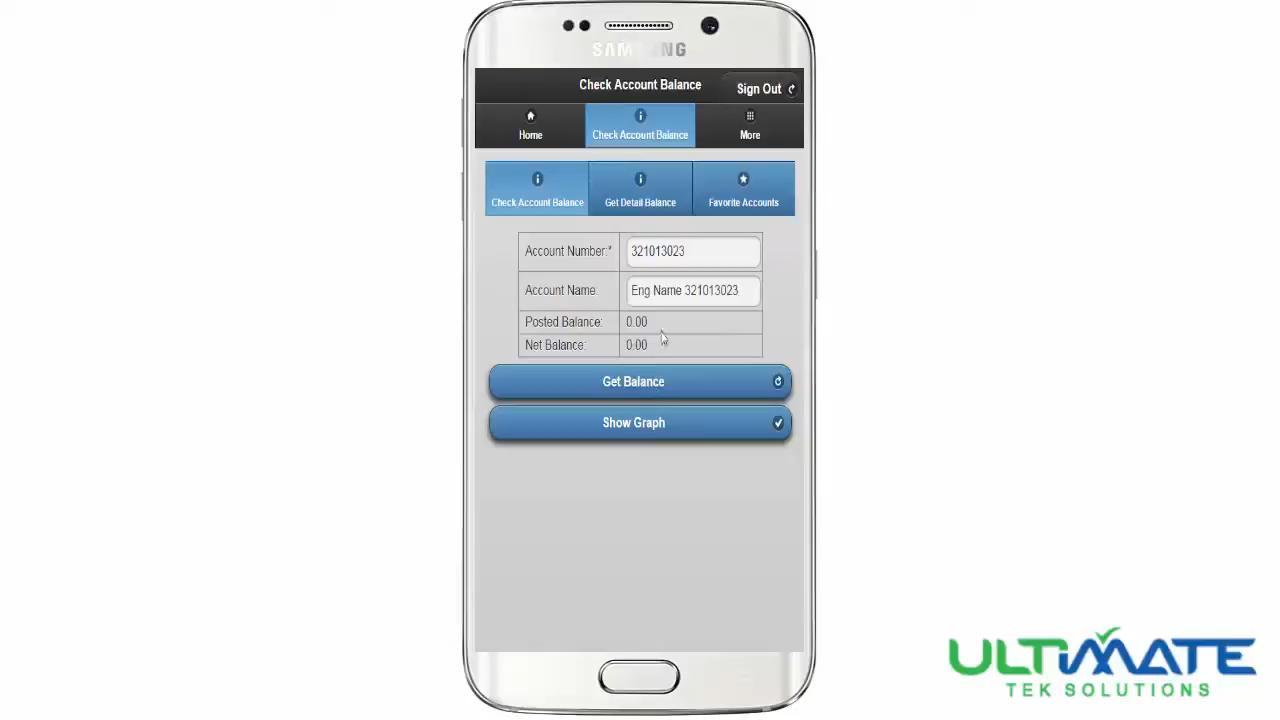 SAMSUNG
Check Account Balance
Sign Out
Home
Check Account Balance
More
Check Account Balance
Get Detail Balance
Favorite Accounts
Account Number:* 321013023
Account Name: Eng Name 321013023
Posted Balance: 0.00
Net Balance: 0.00
Get Balance
Show Graph
ULTIMATE
TEK SOLUTIONS